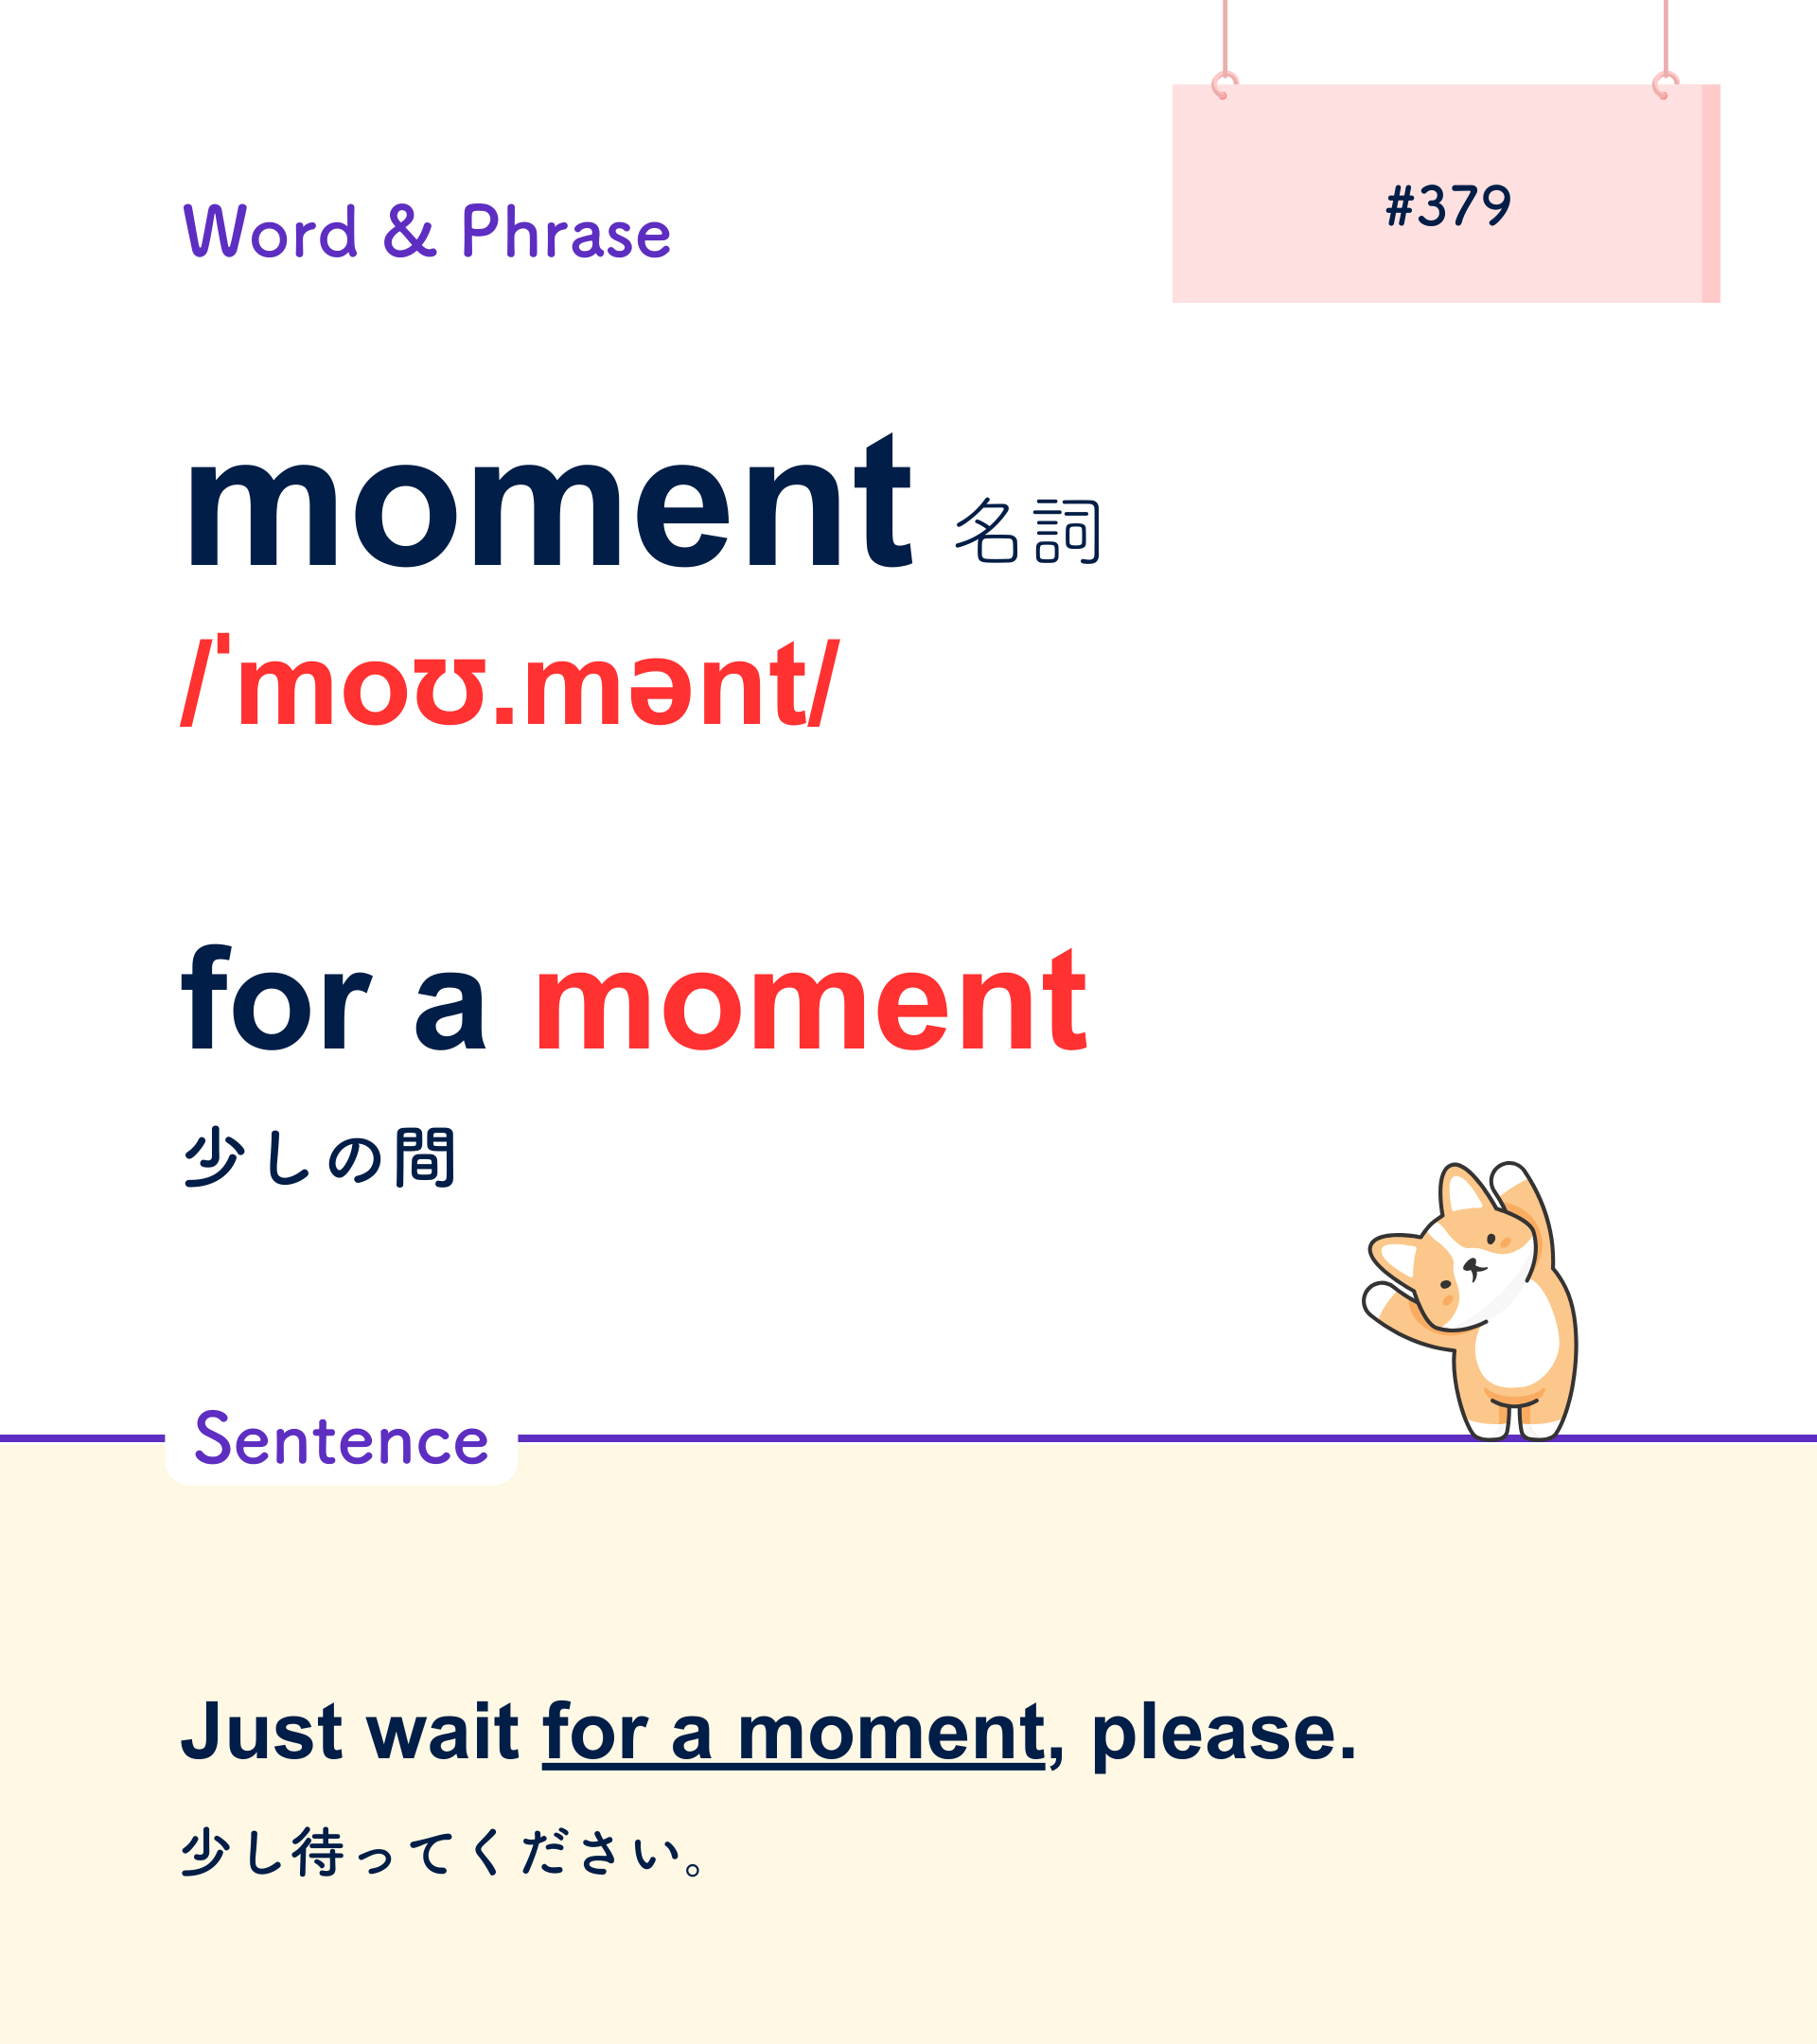 Word & Phrase
#379
moment 名詞
/ˈmoʊ.mənt/
for a moment
少しの間
Sentence
Just wait for a moment, please.
少し待ってください。